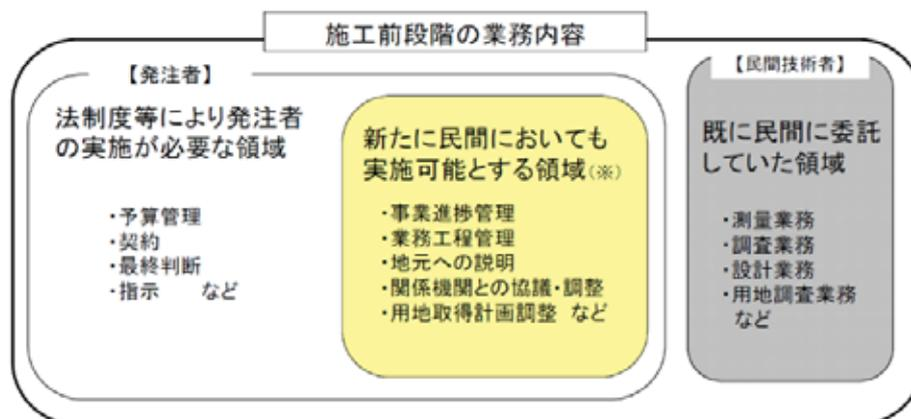 施工前段階の業務内容
【発注者】
法制度等により発注者
の実施が必要な領域
・予算管理
・契約
・最終判断
・指示　など
新たに民間においても
実施可能とする領域(※)
・事業進捗管理
・業務工程管理
・地元への説明
・関係機関との協議・調整
・用地取得計画調整 など
【民間技術者】
既に民間に委託
していた領域
・測量業務
・調査業務
・設計業務
・用地調査業務
など